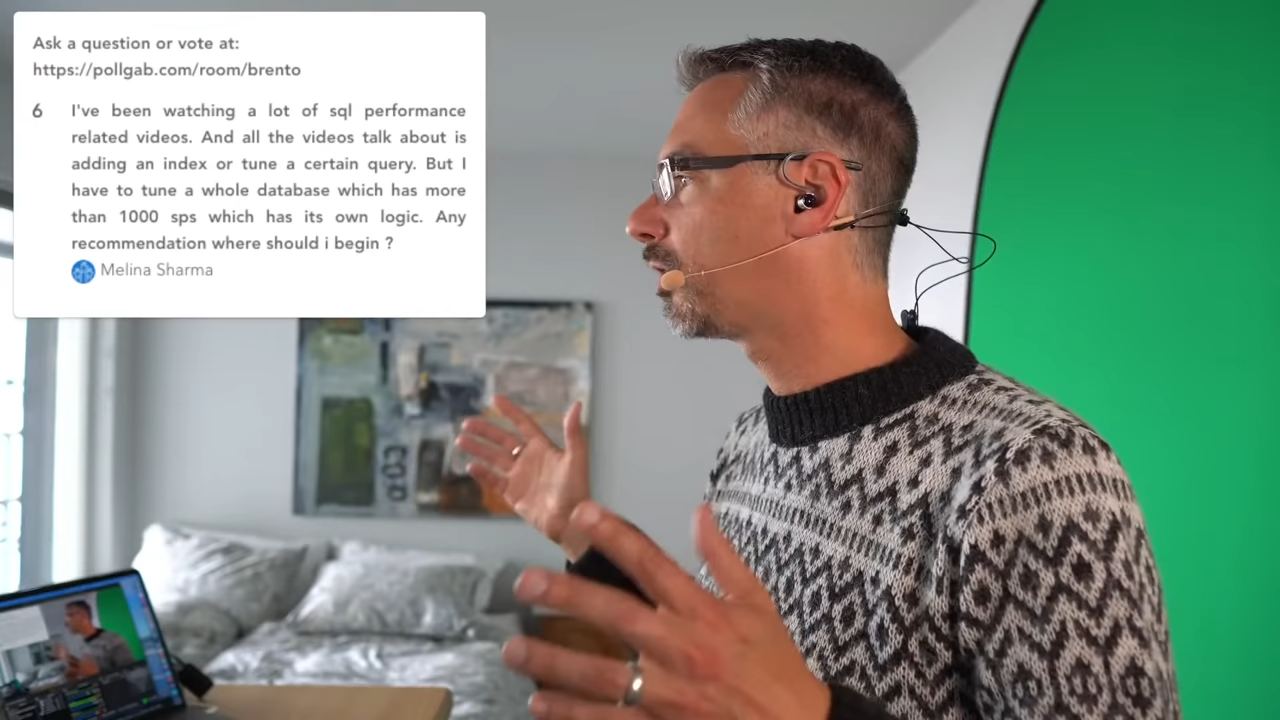 Ask a question or vote at:
https://pollgab.com/room/brento
6 I've been watching a lot of sql performance
related videos. And all the videos talk about is
adding an index or tune a certain query. But I
have to tune a whole database which has more
than 1000 sps which has its own logic. Any
recommendation where should i begin ?
Melina Sharma